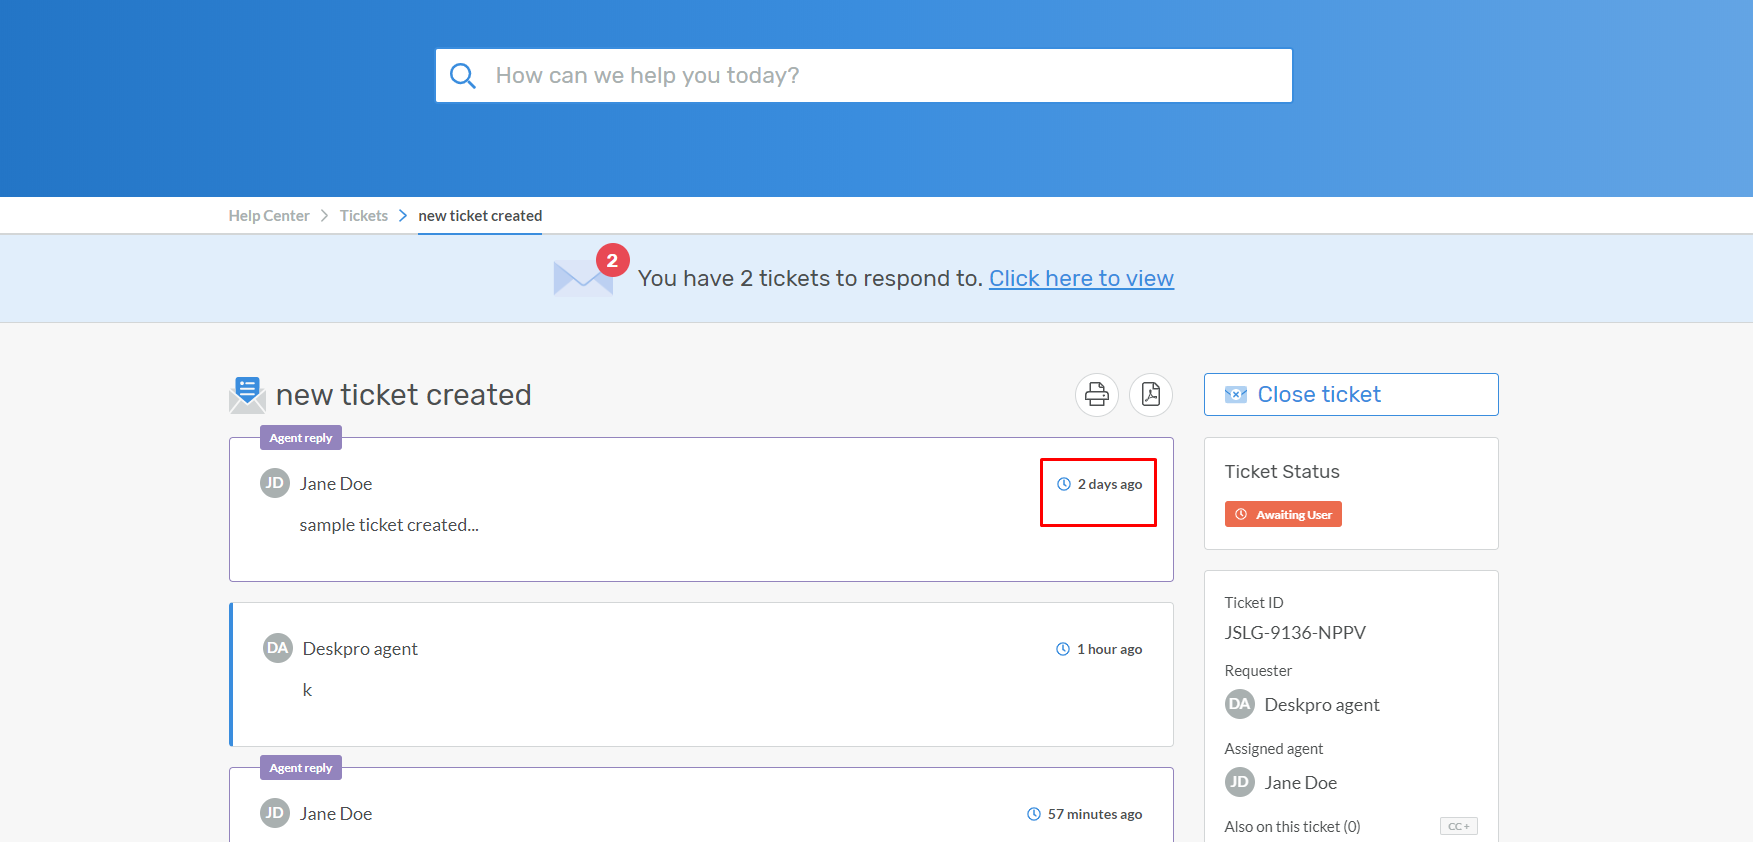 How can we help you today?
Help Center Tickets new ticket created
2
You have 2 tickets to respond to. Click here to view
new ticket created
Close ticket
Agent reply
JD Jane Doe
2 days ago
sample ticket created...
Ticket Status
Awaiting User
DA Deskpro agent
1 hour ago
k
Agent reply
JD Jane Doe
57 minutes ago
Ticket ID
JSLG-9136-NPPV
Requester
DA Deskpro agent
Assigned agent
JD Jane Doe
Also on this ticket (0)
CC +